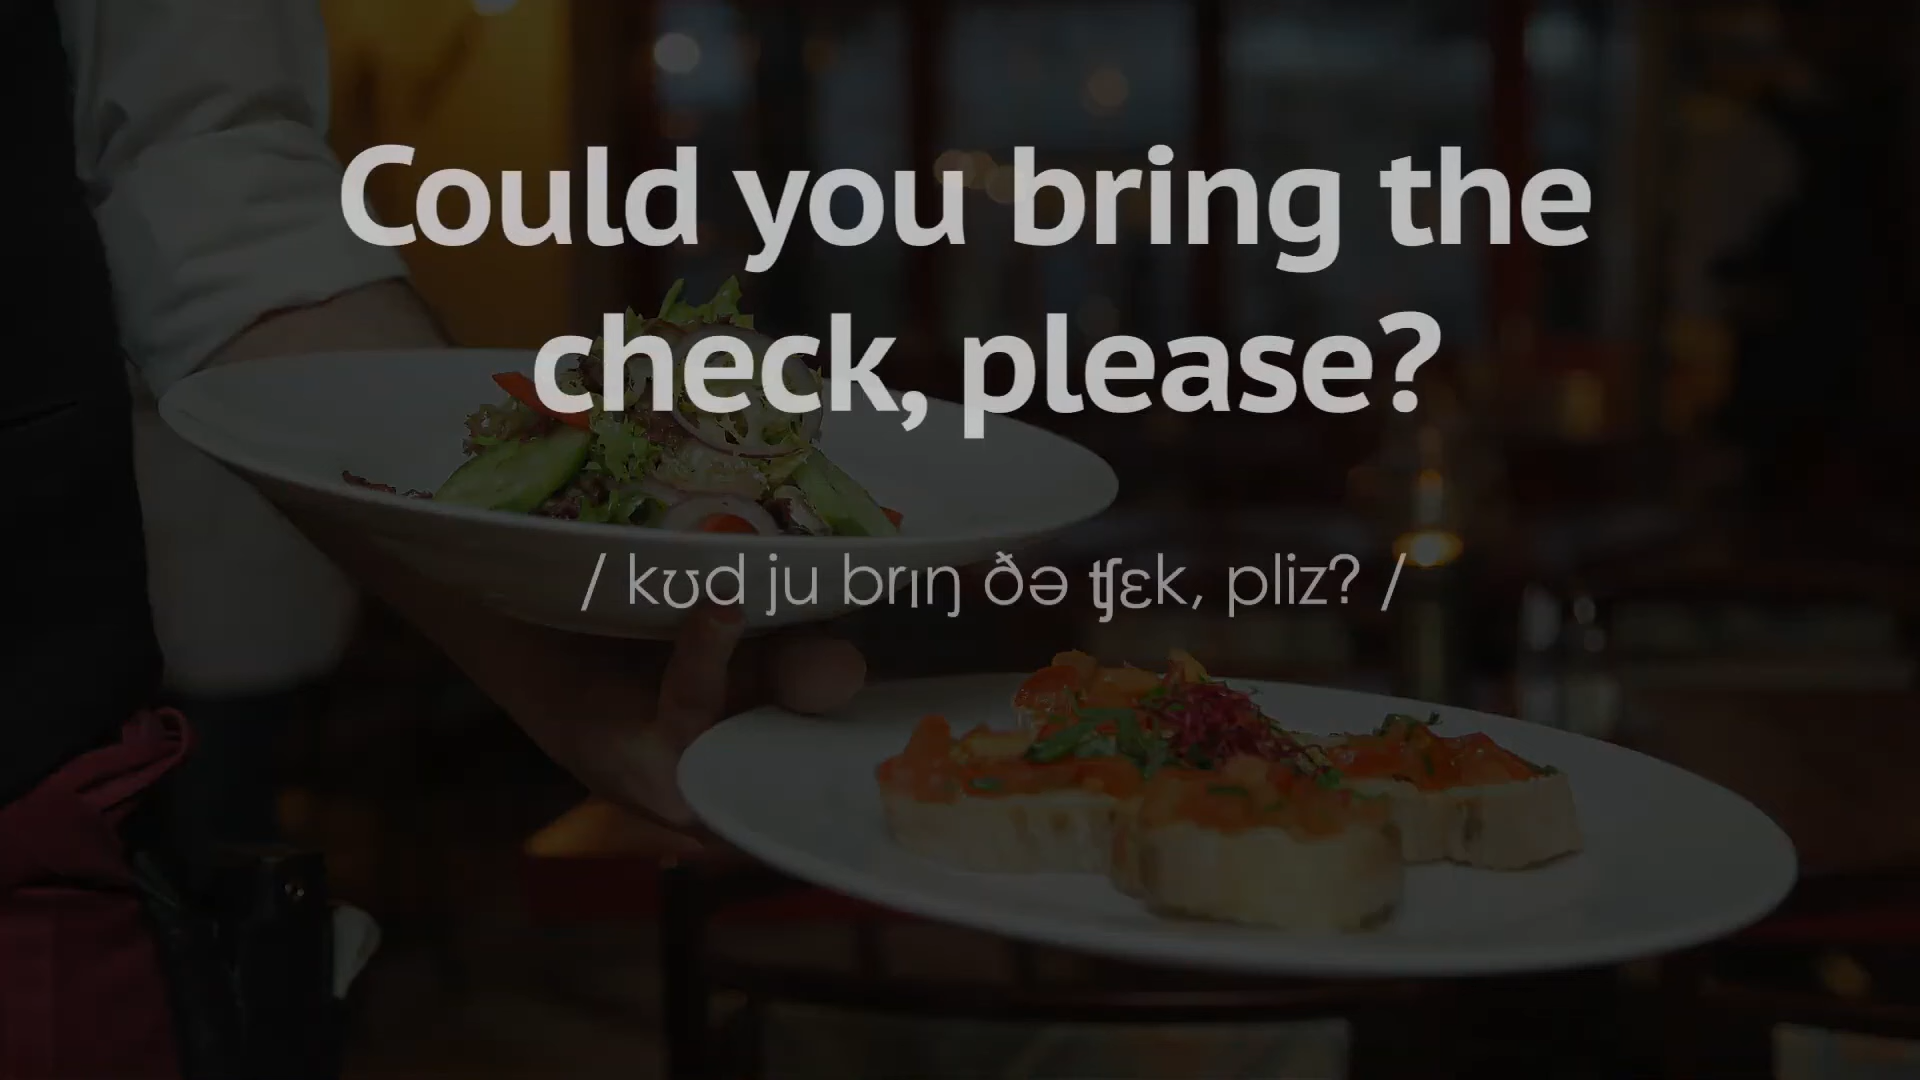 Could you bring the
check, please?
/ kʊd ju brɪŋ ðə ʧɛk, pliz? /